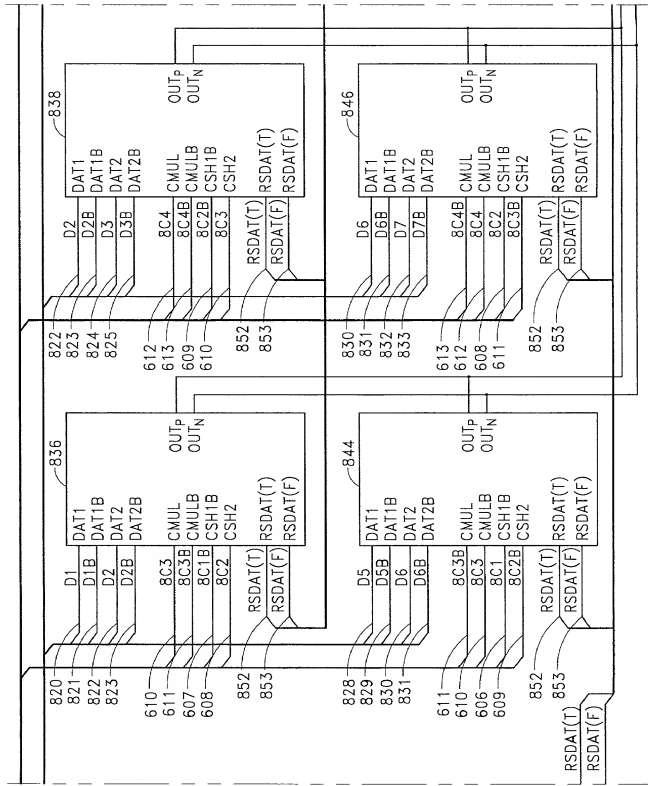 838
DAT1
DAT1B
DAT2
DAT2B
CMUL
CMULB
CSH1B
CSH2
RSDAT(T)
RSDAT(F)
OUTP
OUTN
D2
D2B
D3
D3B
8C4
8C4B
8C2B
8C3
RSDAT(T)
RSDAT(F)
822
823
824
825
612
613
609
610
852
853
846
DAT1
DAT1B
DAT2
DAT2B
CMUL
CMULB
CSH1B
CSH2
RSDAT(T)
RSDAT(F)
OUTP
OUTN
D6
D6B
D7
D7B
8C4B
8C4
8C2
8C3B
RSDAT(T)
RSDAT(F)
830
831
832
833
613
612
608
611
852
853
836
DAT1
DAT1B
DAT2
DAT2B
CMUL
CMULB
CSH1B
CSH2
RSDAT(T)
RSDAT(F)
OUTP
OUTN
D1
D1B
D2
D2B
8C3
8C3B
8C1B
8C2
RSDAT(T)
RSDAT(F)
820
821
822
823
610
611
607
608
852
853
844
DAT1
DAT1B
DAT2
DAT2B
CMUL
CMULB
CSH1B
CSH2
RSDAT(T)
RSDAT(F)
OUTP
OUTN
D5
D5B
D6
D6B
8C3B
8C3
8C1
8C2B
RSDAT(T)
RSDAT(F)
828
829
830
831
611
610
606
609
852
853
RSDAT(T)
RSDAT(F)